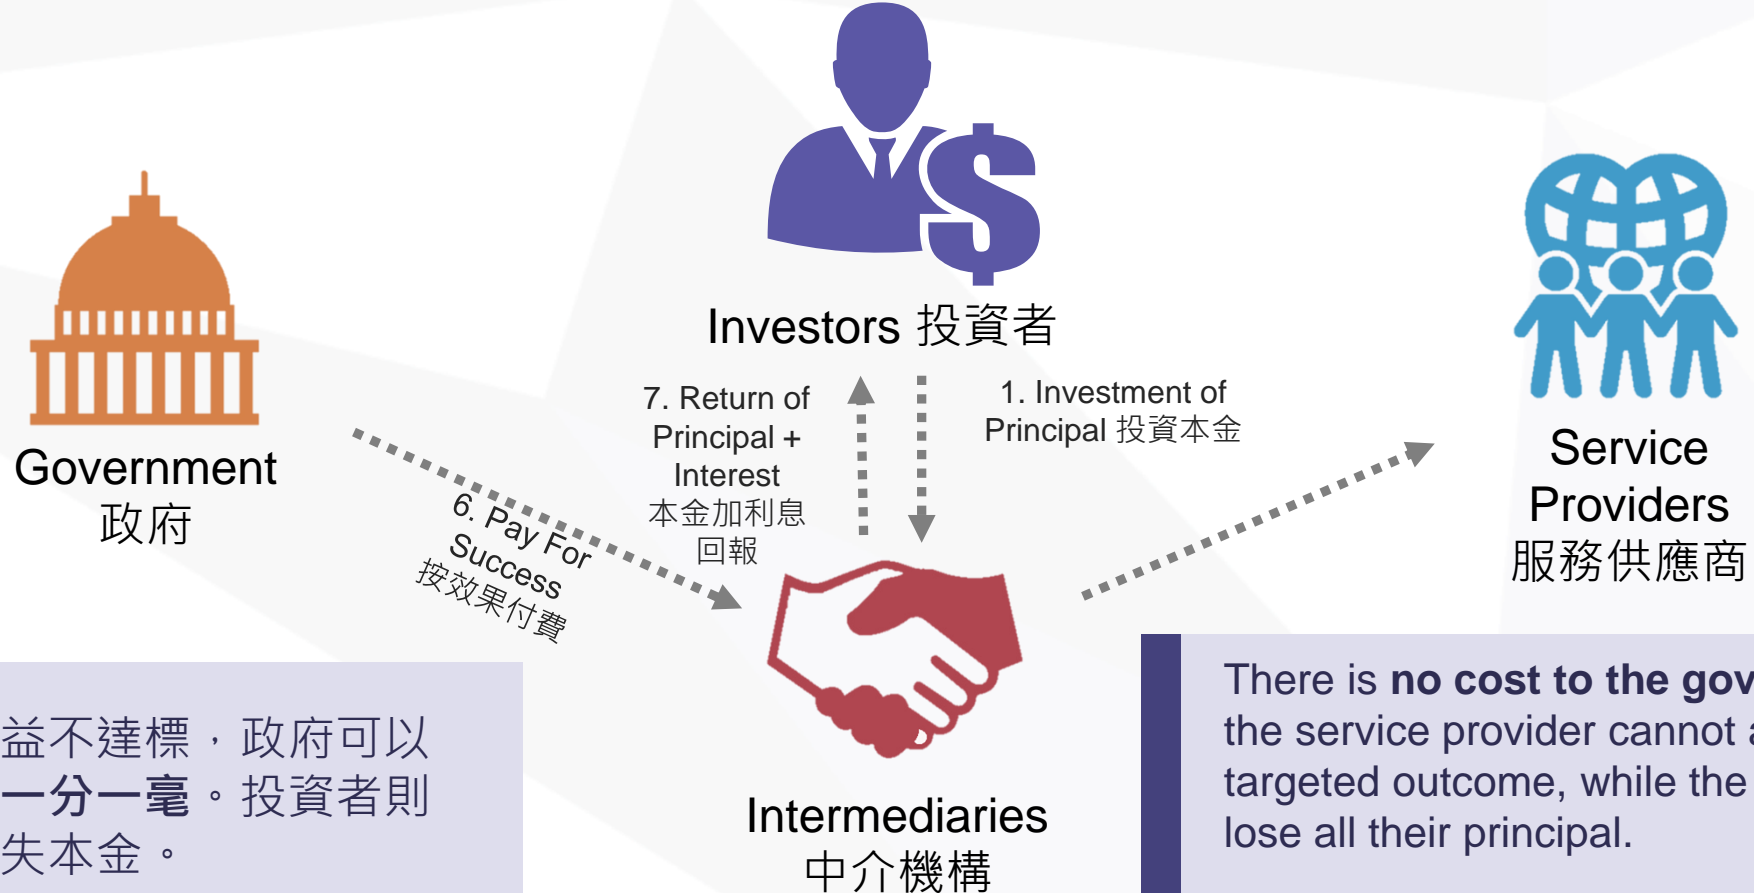 Investors 投資者
Government
政府
Service
Providers
服務供應商
7. Return of
Principal +
Interest
本金加利息
回報
1. Investment of
Principal 投資本金
6. Pay For
Success
按效果付費
Intermediaries
中介機構
益不達標，政府可以
一分一毫。投資者則
失本金。
There is no cost to the gov
the service provider cannot a
targeted outcome, while the
lose all their principal.